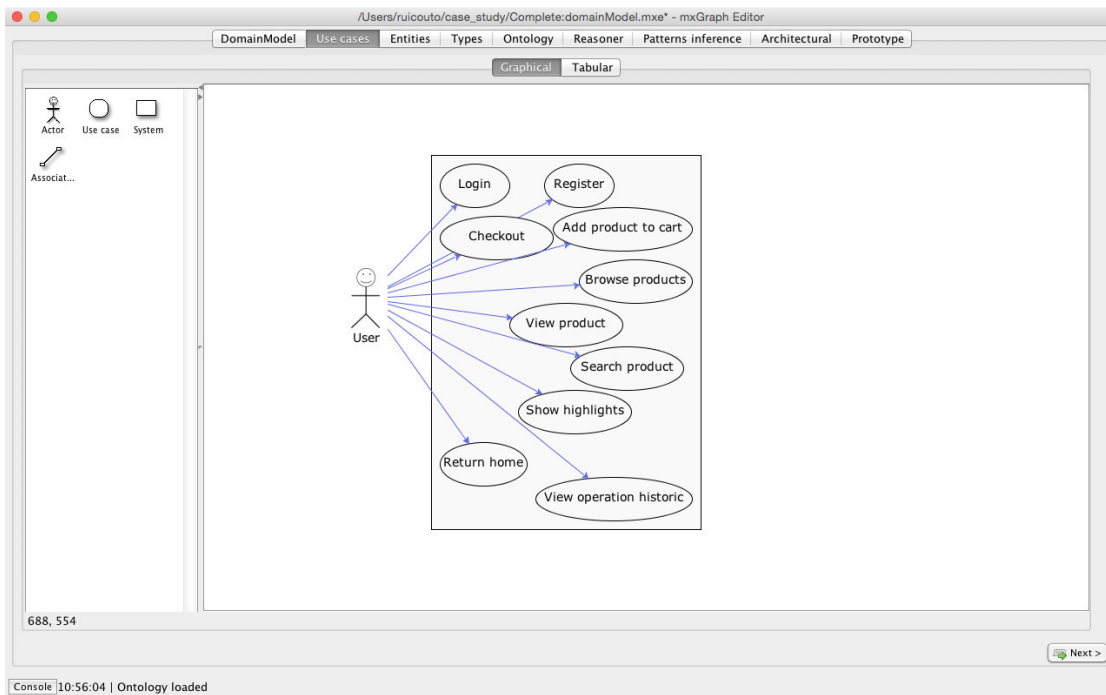 /Users/ruicouto/case_study/Complete:domainModel.mxe* - mxGraph Editor
DomainModel Use cases Entities Types Ontology Reasoner Patterns inference Architectural Prototype
Graphical Tabular
Actor Use case System
Associat...
Login Register
Checkout Add product to cart
Browse products
View product
User
Search product
Show highlights
Return home
View operation historic
688, 554
Next >
Console 10:56:04 | Ontology loaded